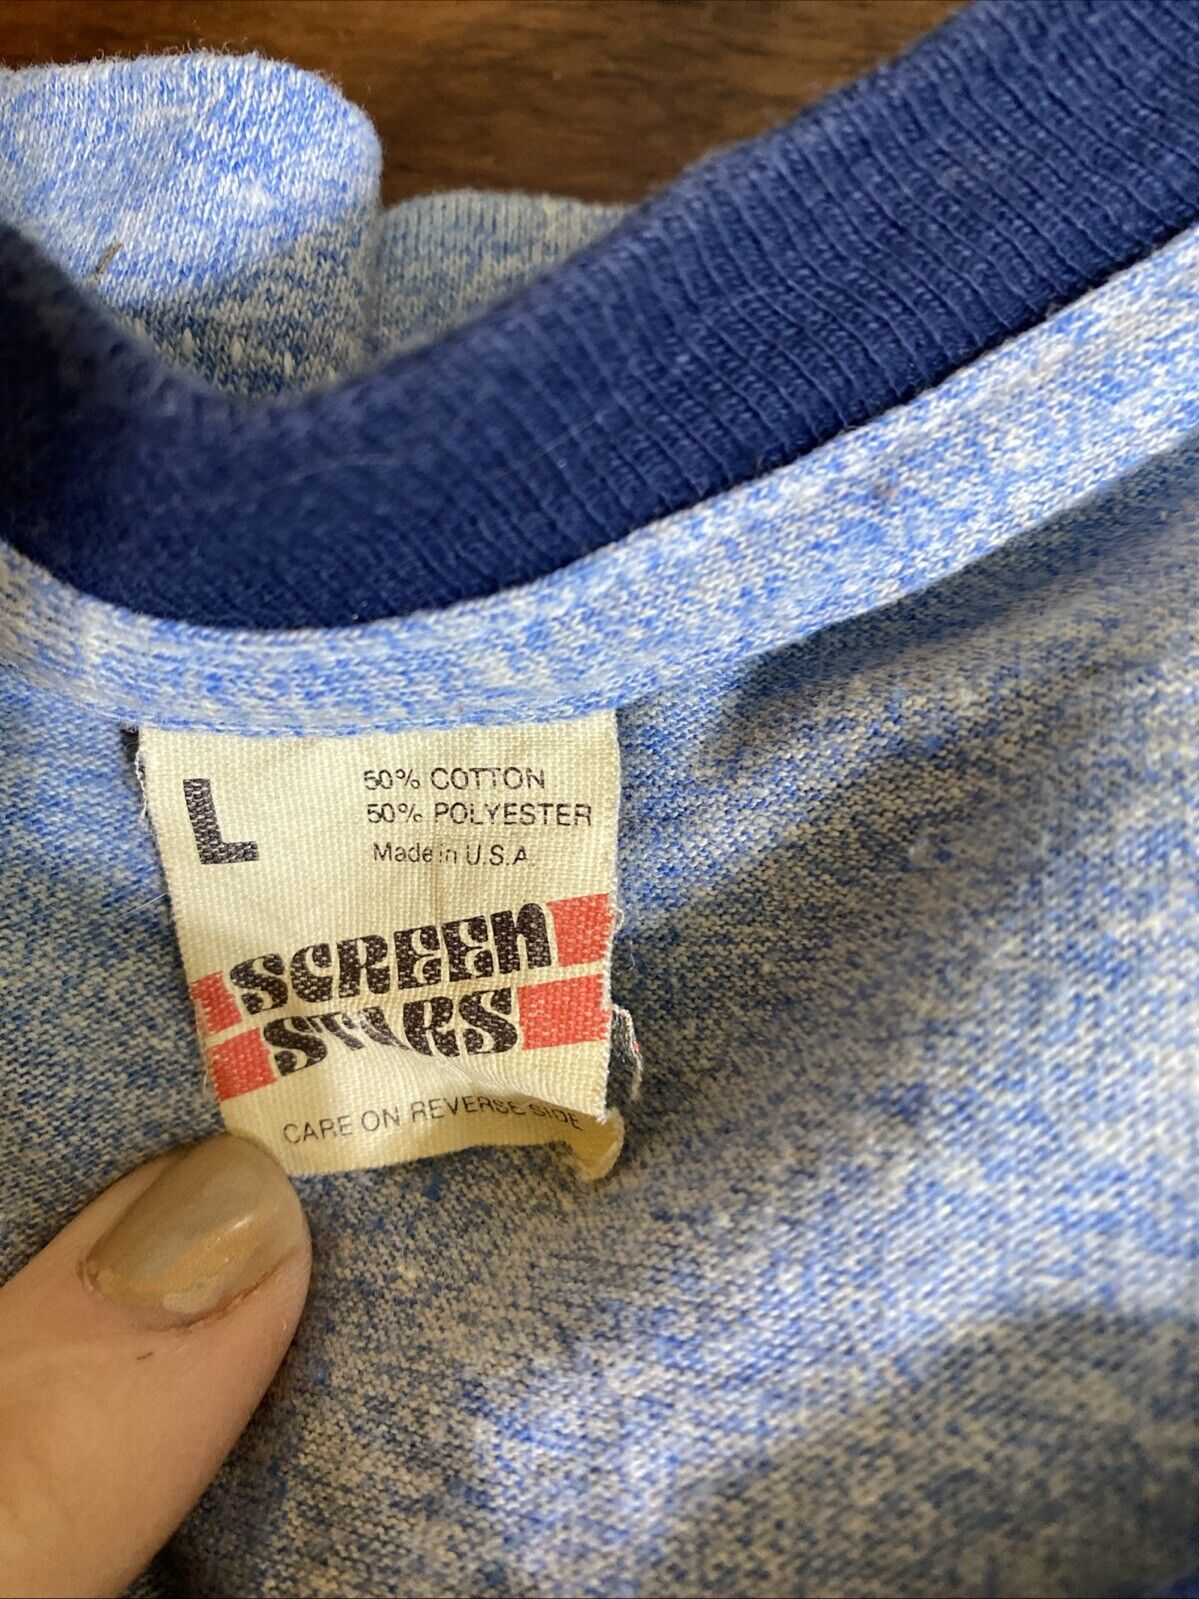 L
50% COTTON
50% POLYESTER
Made in U.S.A.
SCREEN
STARS
CARE ON REVERSE SIDE